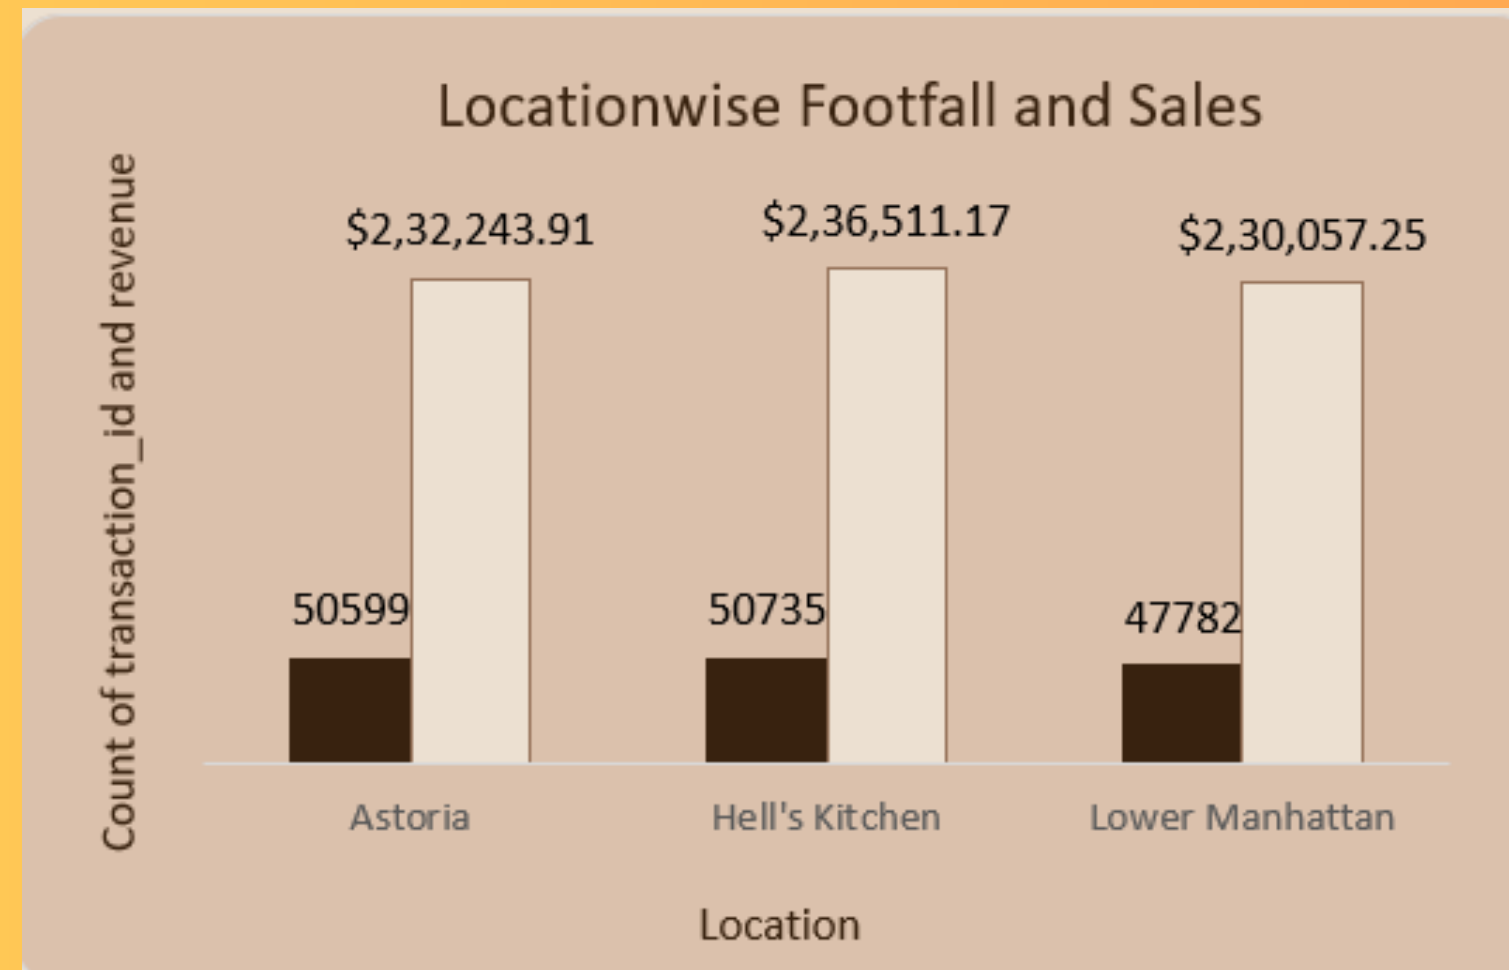 Locationwise Footfall and Sales
Count of transaction_id and revenue
$2,32,243.91
$2,36,511.17
$2,30,057.25
50599
50735
47782
Astoria
Hell's Kitchen
Lower Manhattan
Location